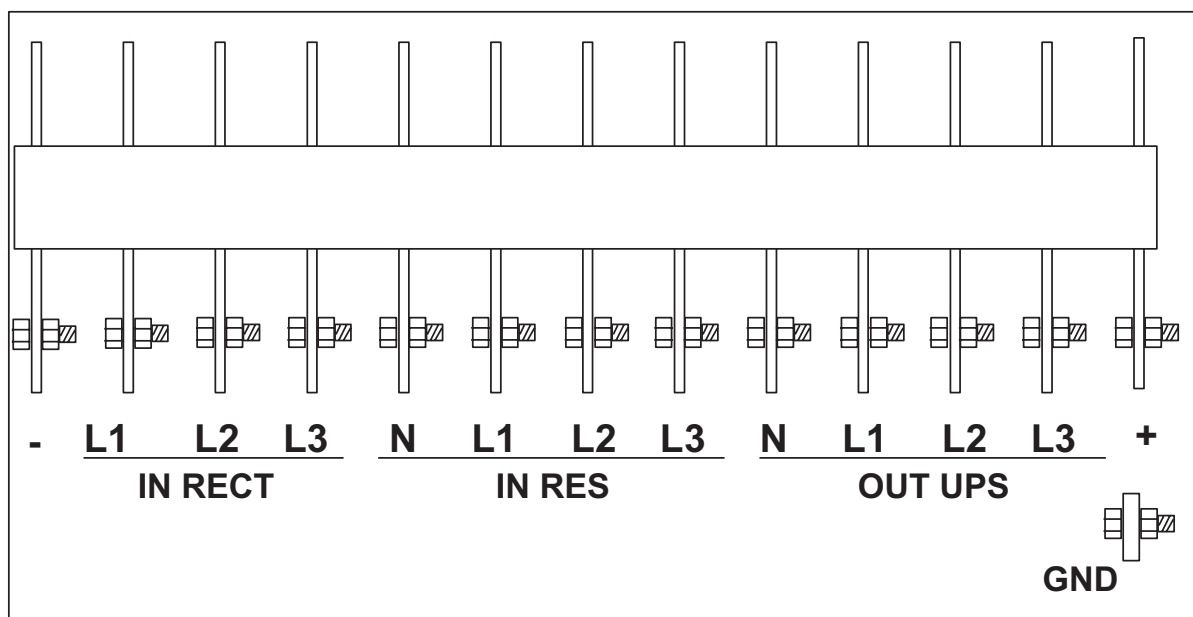 - L1 L2 L3 N L1 L2 L3 N L1 L2 L3 +
IN RECT IN RES OUT UPS
GND